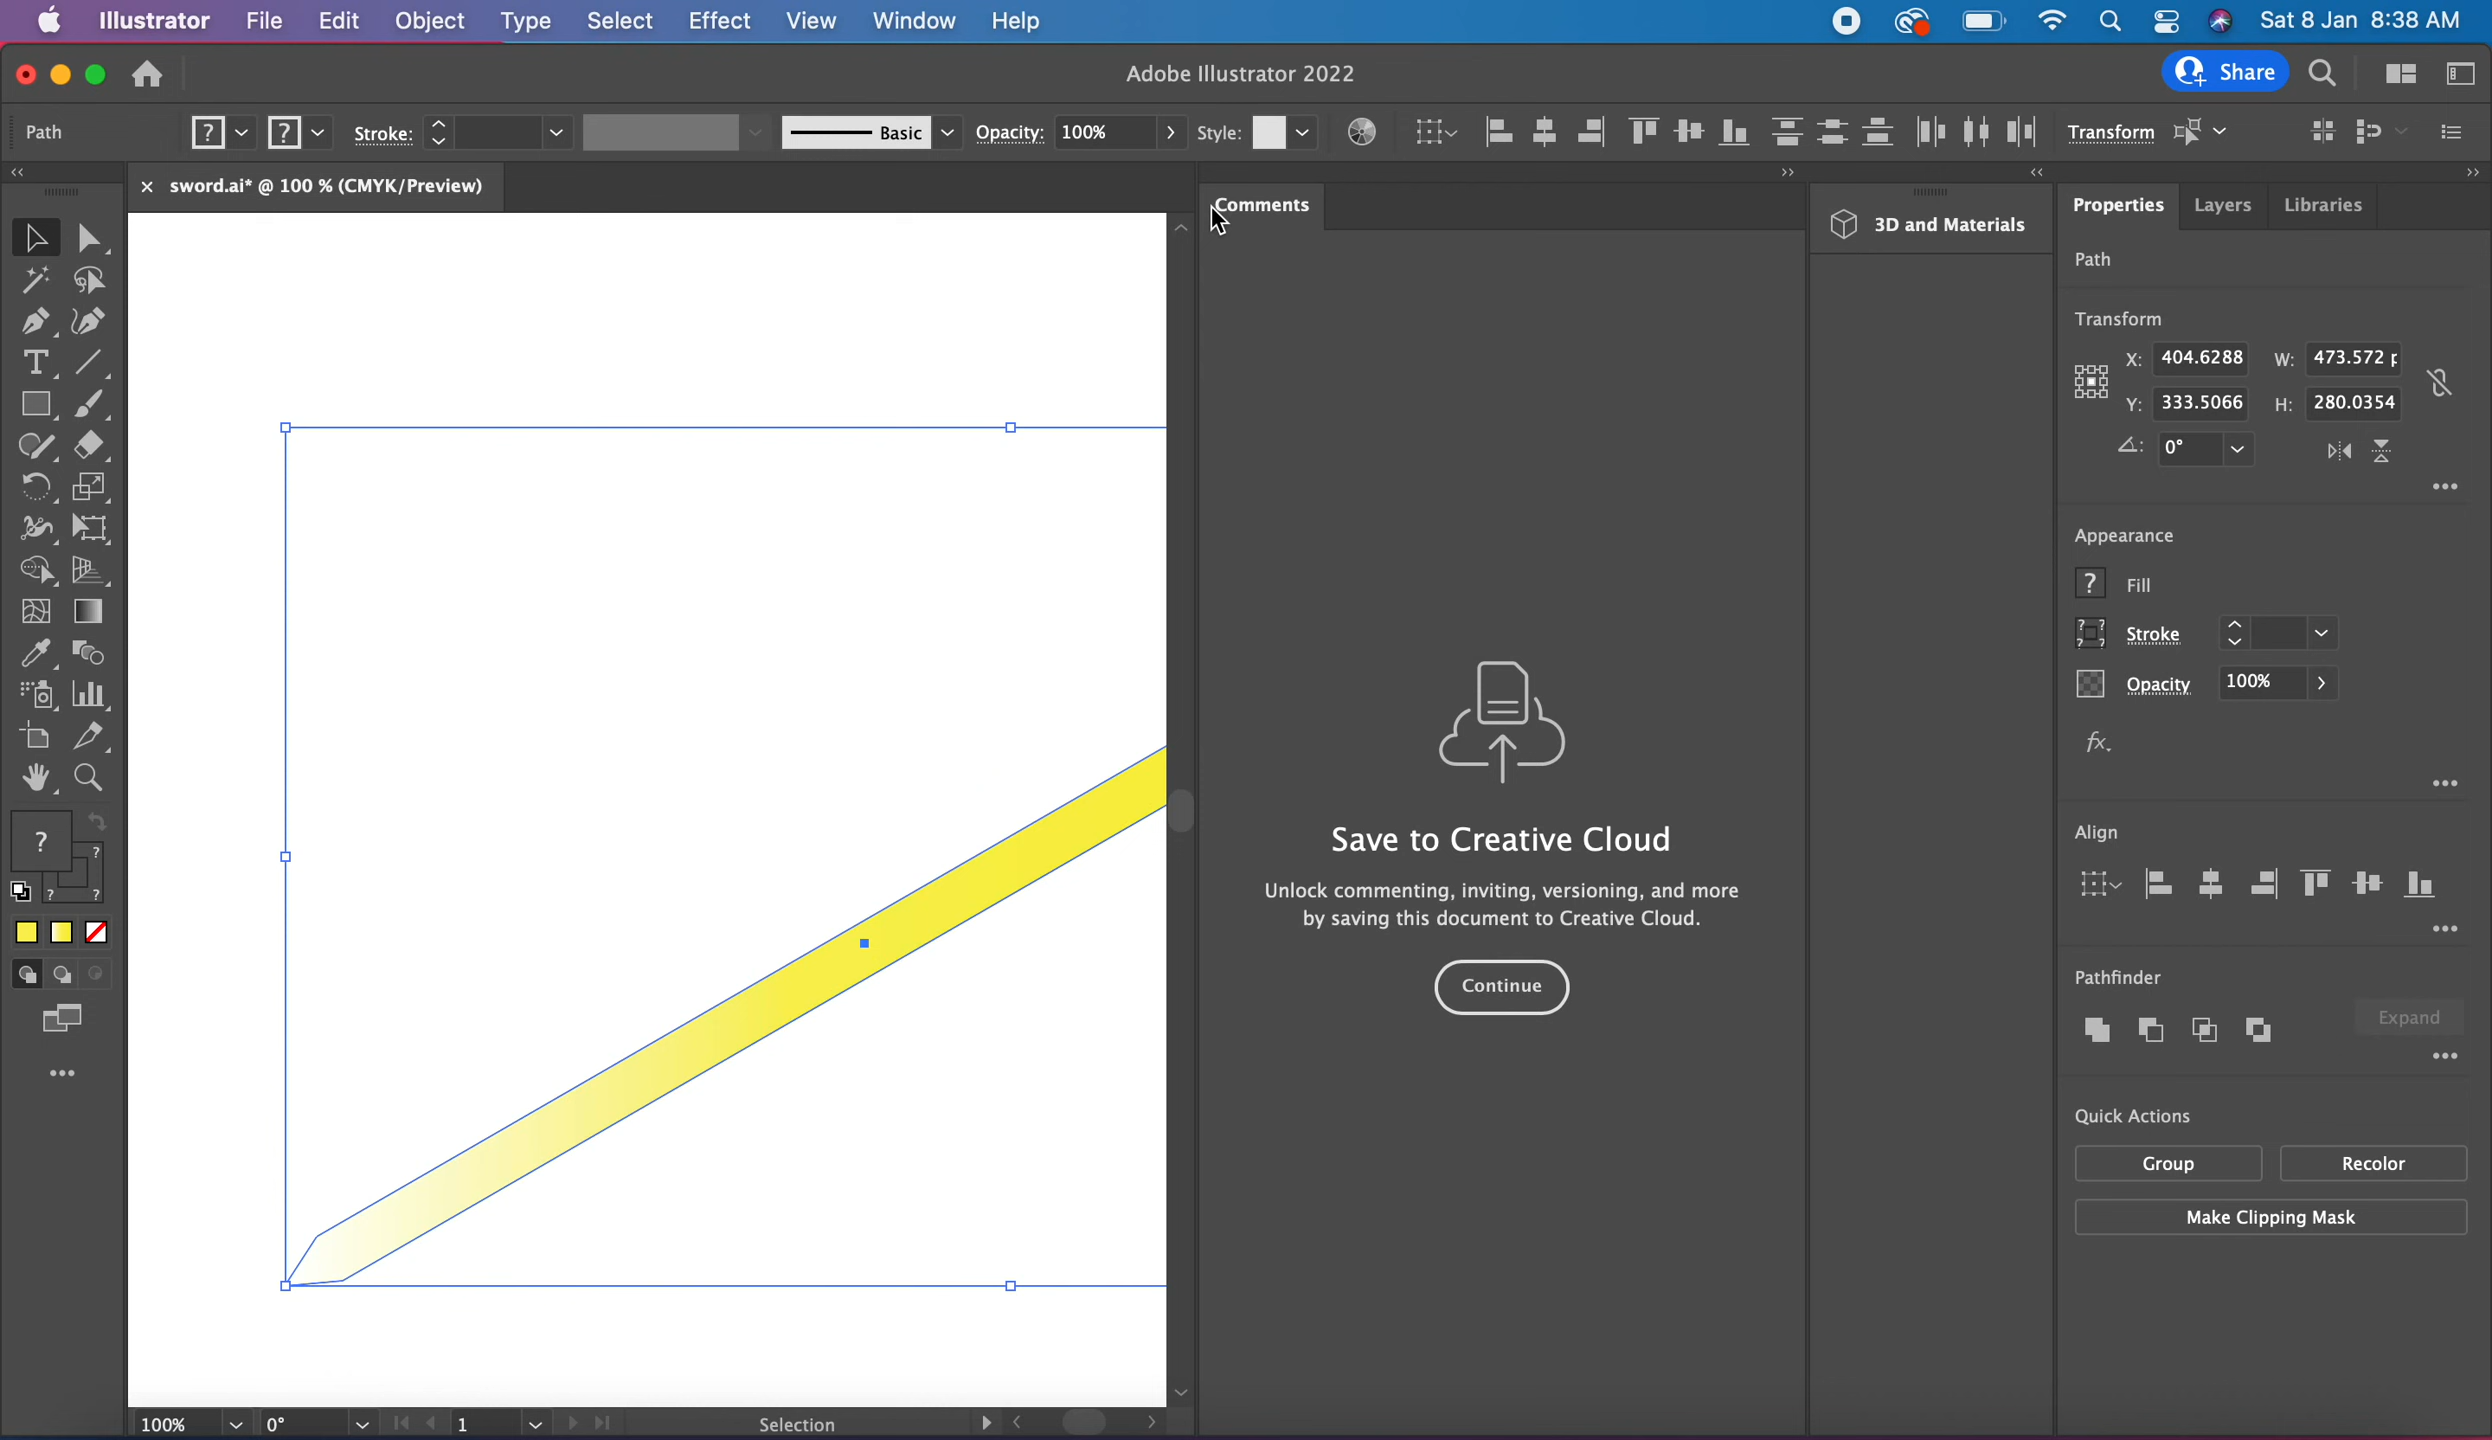 Illustrator File Edit Object Type Select Effect View Window Help Sat 8 Jan 8:38 AM
Adobe Illustrator 2022
Share
Path ? ? Stroke: Basic Opacity: 100% Style: Transform
× sword.ai* @ 100 % (CMYK/Preview)
Comments
3D and Materials
Properties Layers Libraries
Path
Transform
X: 404.6288 W: 473.572 p
Y: 333.5066 H: 280.0354
0°
Appearance
? Fill
Stroke
Opacity 100%
fx
Align
Pathfinder
Expand
Quick Actions
Group Recolor
Make Clipping Mask
Save to Creative Cloud
Unlock commenting, inviting, versioning, and more
by saving this document to Creative Cloud.
Continue
100% 0° 1 Selection